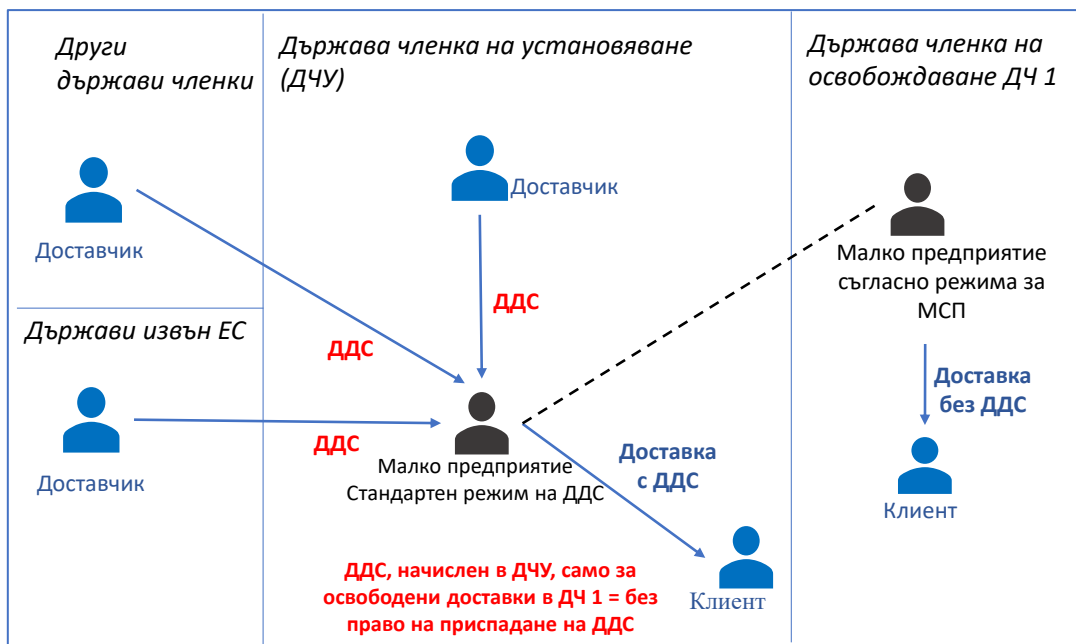 Други
държави членки
Доставчик
Държави извън ЕС
Доставчик
Държава членка на установяване
(ДЧУ)
Доставчик
ДДС
ДДС
ДДС
Малко предприятие
Стандартен режим на ДДС
Доставка
с ДДС
Клиент
ДДС, начислен в ДЧУ, само за
освободени доставки в ДЧ 1 = без
право на приспадане на ДДС
Държава членка на
освобождаване ДЧ 1
Малко предприятие
съгласно режима за
МСП
Доставка
без ДДС
Клиент